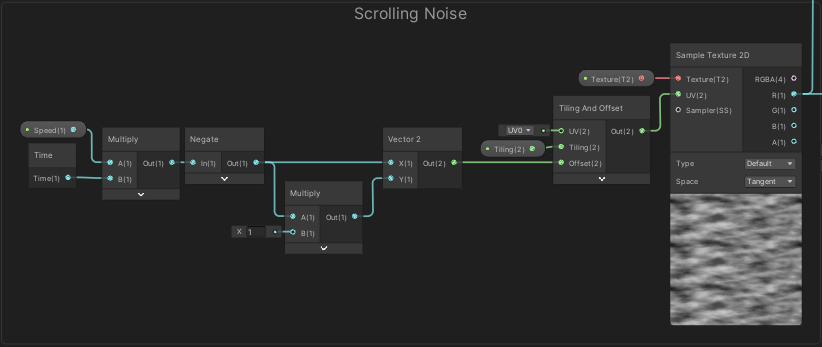 Scrolling Noise
Speed(1)
Time
Time(1)
Multiply
A(1) Out(1)
B(1)
Negate
In(1) Out(1)
Multiply
A(1) Out(1)
B(1)
X 1
Vector 2
X(1) Out(2)
Y(1)
Texture(T2)
UV0
Tiling(2)
Tiling And Offset
UV(2) Out(2)
Tiling(2)
Offset(2)
Sample Texture 2D
Texture(T2) RGBA(4)
UV(2) R(1)
Sampler(SS) G(1)
B(1)
A(1)
Type Default
Space Tangent